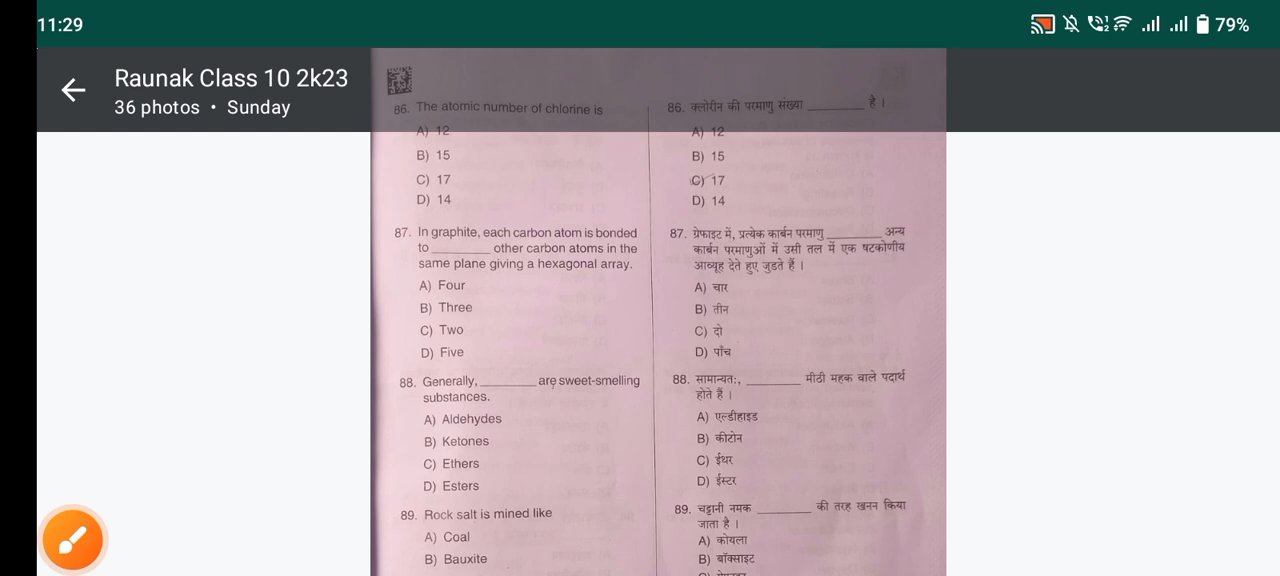 11:29
79%
Raunak Class 10 2k23
36 photos • Sunday
86. The atomic number of chlorine is
A) 12
B) 15
C) 17
D) 14
87. In graphite, each carbon atom is bonded
to ________ other carbon atoms in the
same plane giving a hexagonal array.
A) Four
B) Three
C) Two
D) Five
88. Generally, ________ are sweet-smelling
substances.
A) Aldehydes
B) Ketones
C) Ethers
D) Esters
89. Rock salt is mined like
A) Coal
B) Bauxite
86. क्लोरीन की परमाणु संख्या ________ है ।
A) 12
B) 15
C) 17
D) 14
87. ग्रेफाइट में, प्रत्येक कार्बन परमाणु ________ अन्य
कार्बन परमाणुओं में उसी तल में एक षटकोणीय
आव्यूह देते हुए जुडते हैं ।
A) चार
B) तीन
C) दो
D) पाँच
88. सामान्यतः, ________ मीठी महक वाले पदार्थ
होते हैं ।
A) एल्डीहाइड
B) कीटोन
C) ईथर
D) ईस्टर
89. चट्टानी नमक ________ की तरह खनन किया
जाता है ।
A) कोयला
B) बॉक्साइट